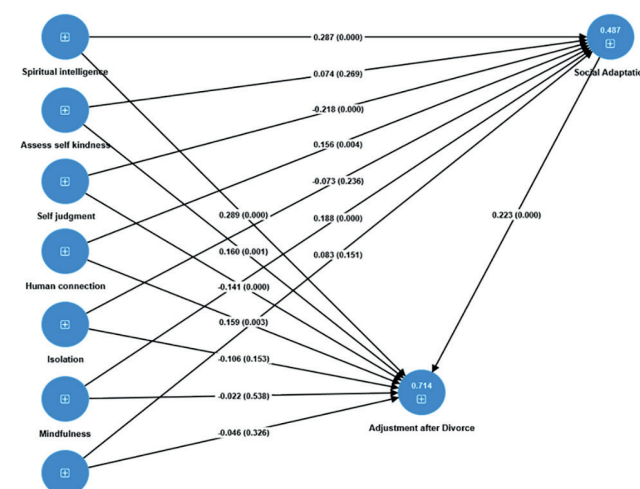 0.287 (0.000)
0.487
Spiritual intelligence
Social Adaptatio
0.074 (0.269)
-0.218 (0.000)
Assess self kindness
0.156 (0.004)
-0.073 (0.236)
Self judgment
0.289 (0.000)
0.188 (0.000)
0.223 (0.000)
0.160 (0.001)
0.083 (0.151)
Human connection
-0.141 (0.000)
0.159 (0.003)
Isolation
-0.106 (0.153)
0.714
-0.022 (0.538)
Adjustment after Divorce
Mindfulness
-0.046 (0.326)